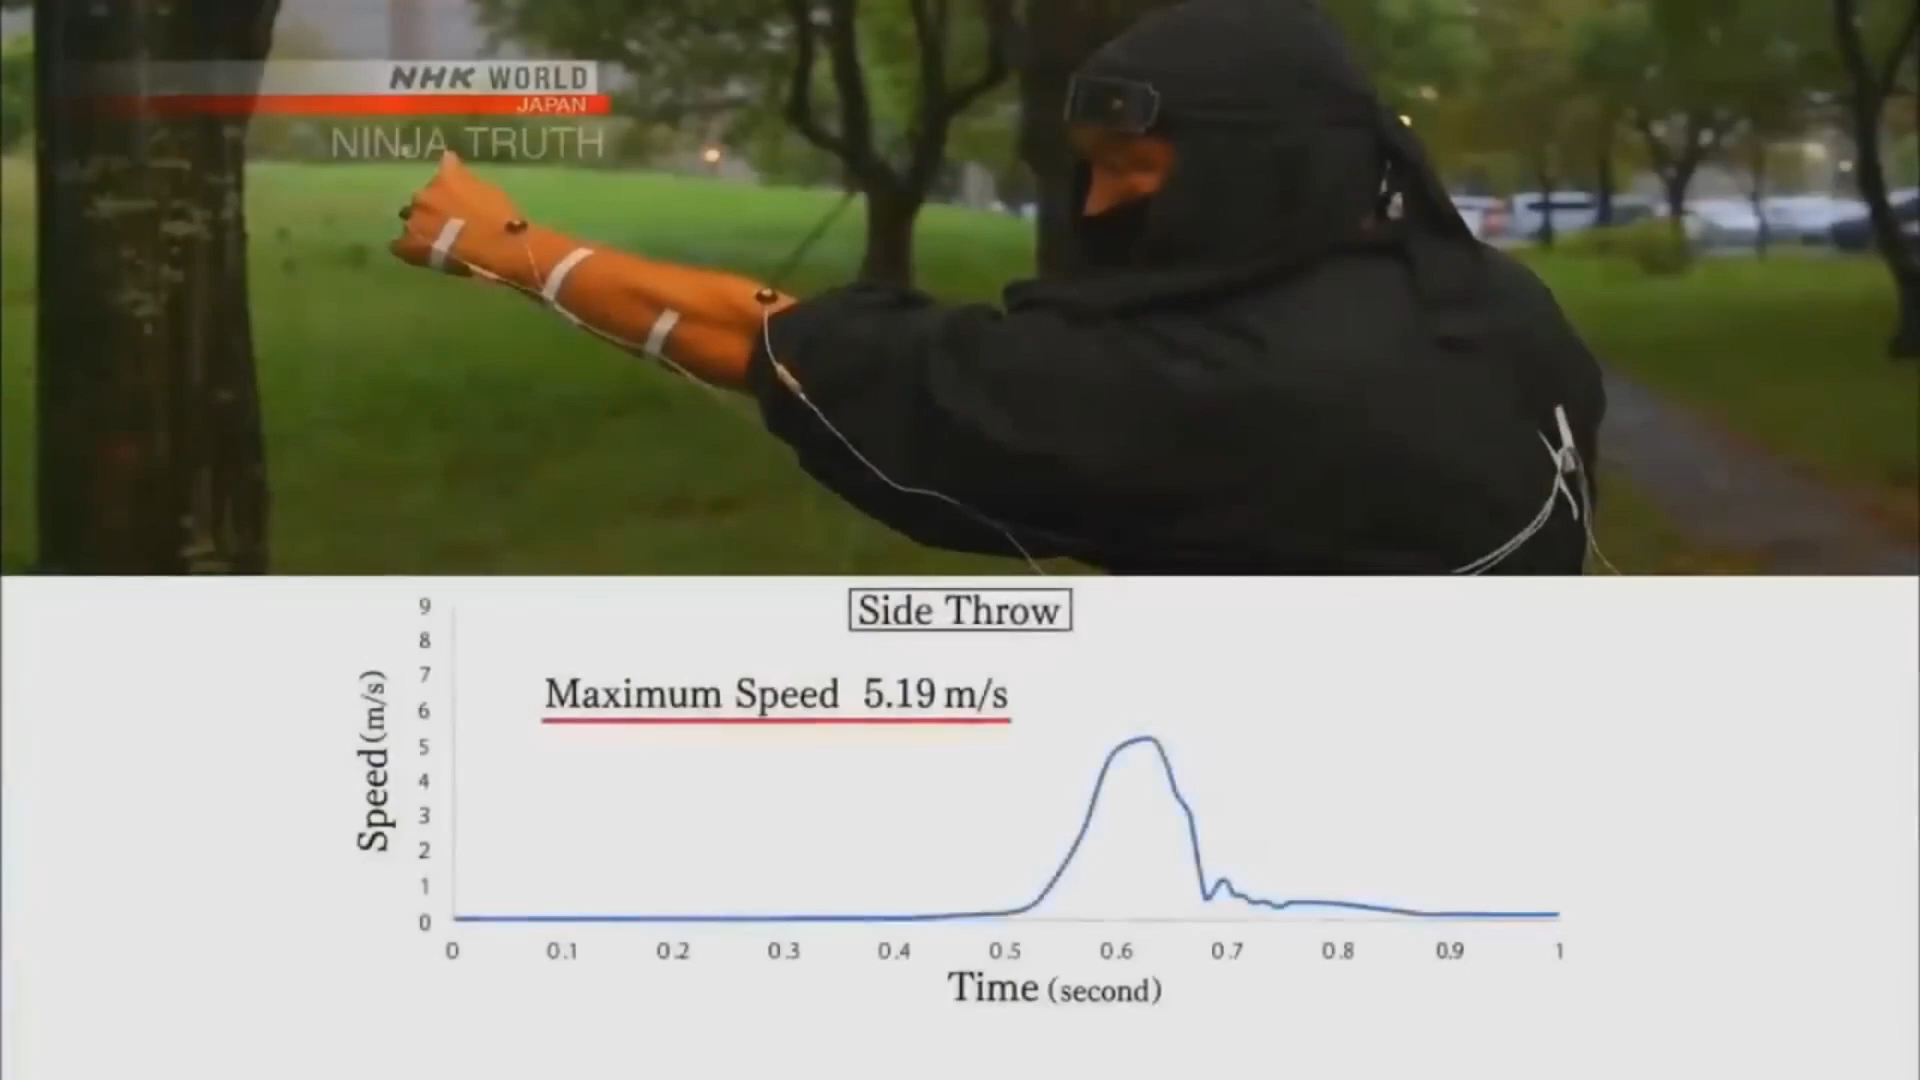 NHK WORLD
JAPAN
NINJA TRUTH
Side Throw
Maximum Speed 5.19 m/s
Speed (m/s)
9
8
7
6
5
4
3
2
1
0
0 0.1 0.2 0.3 0.4 0.5 0.6 0.7 0.8 0.9 1
Time (second)